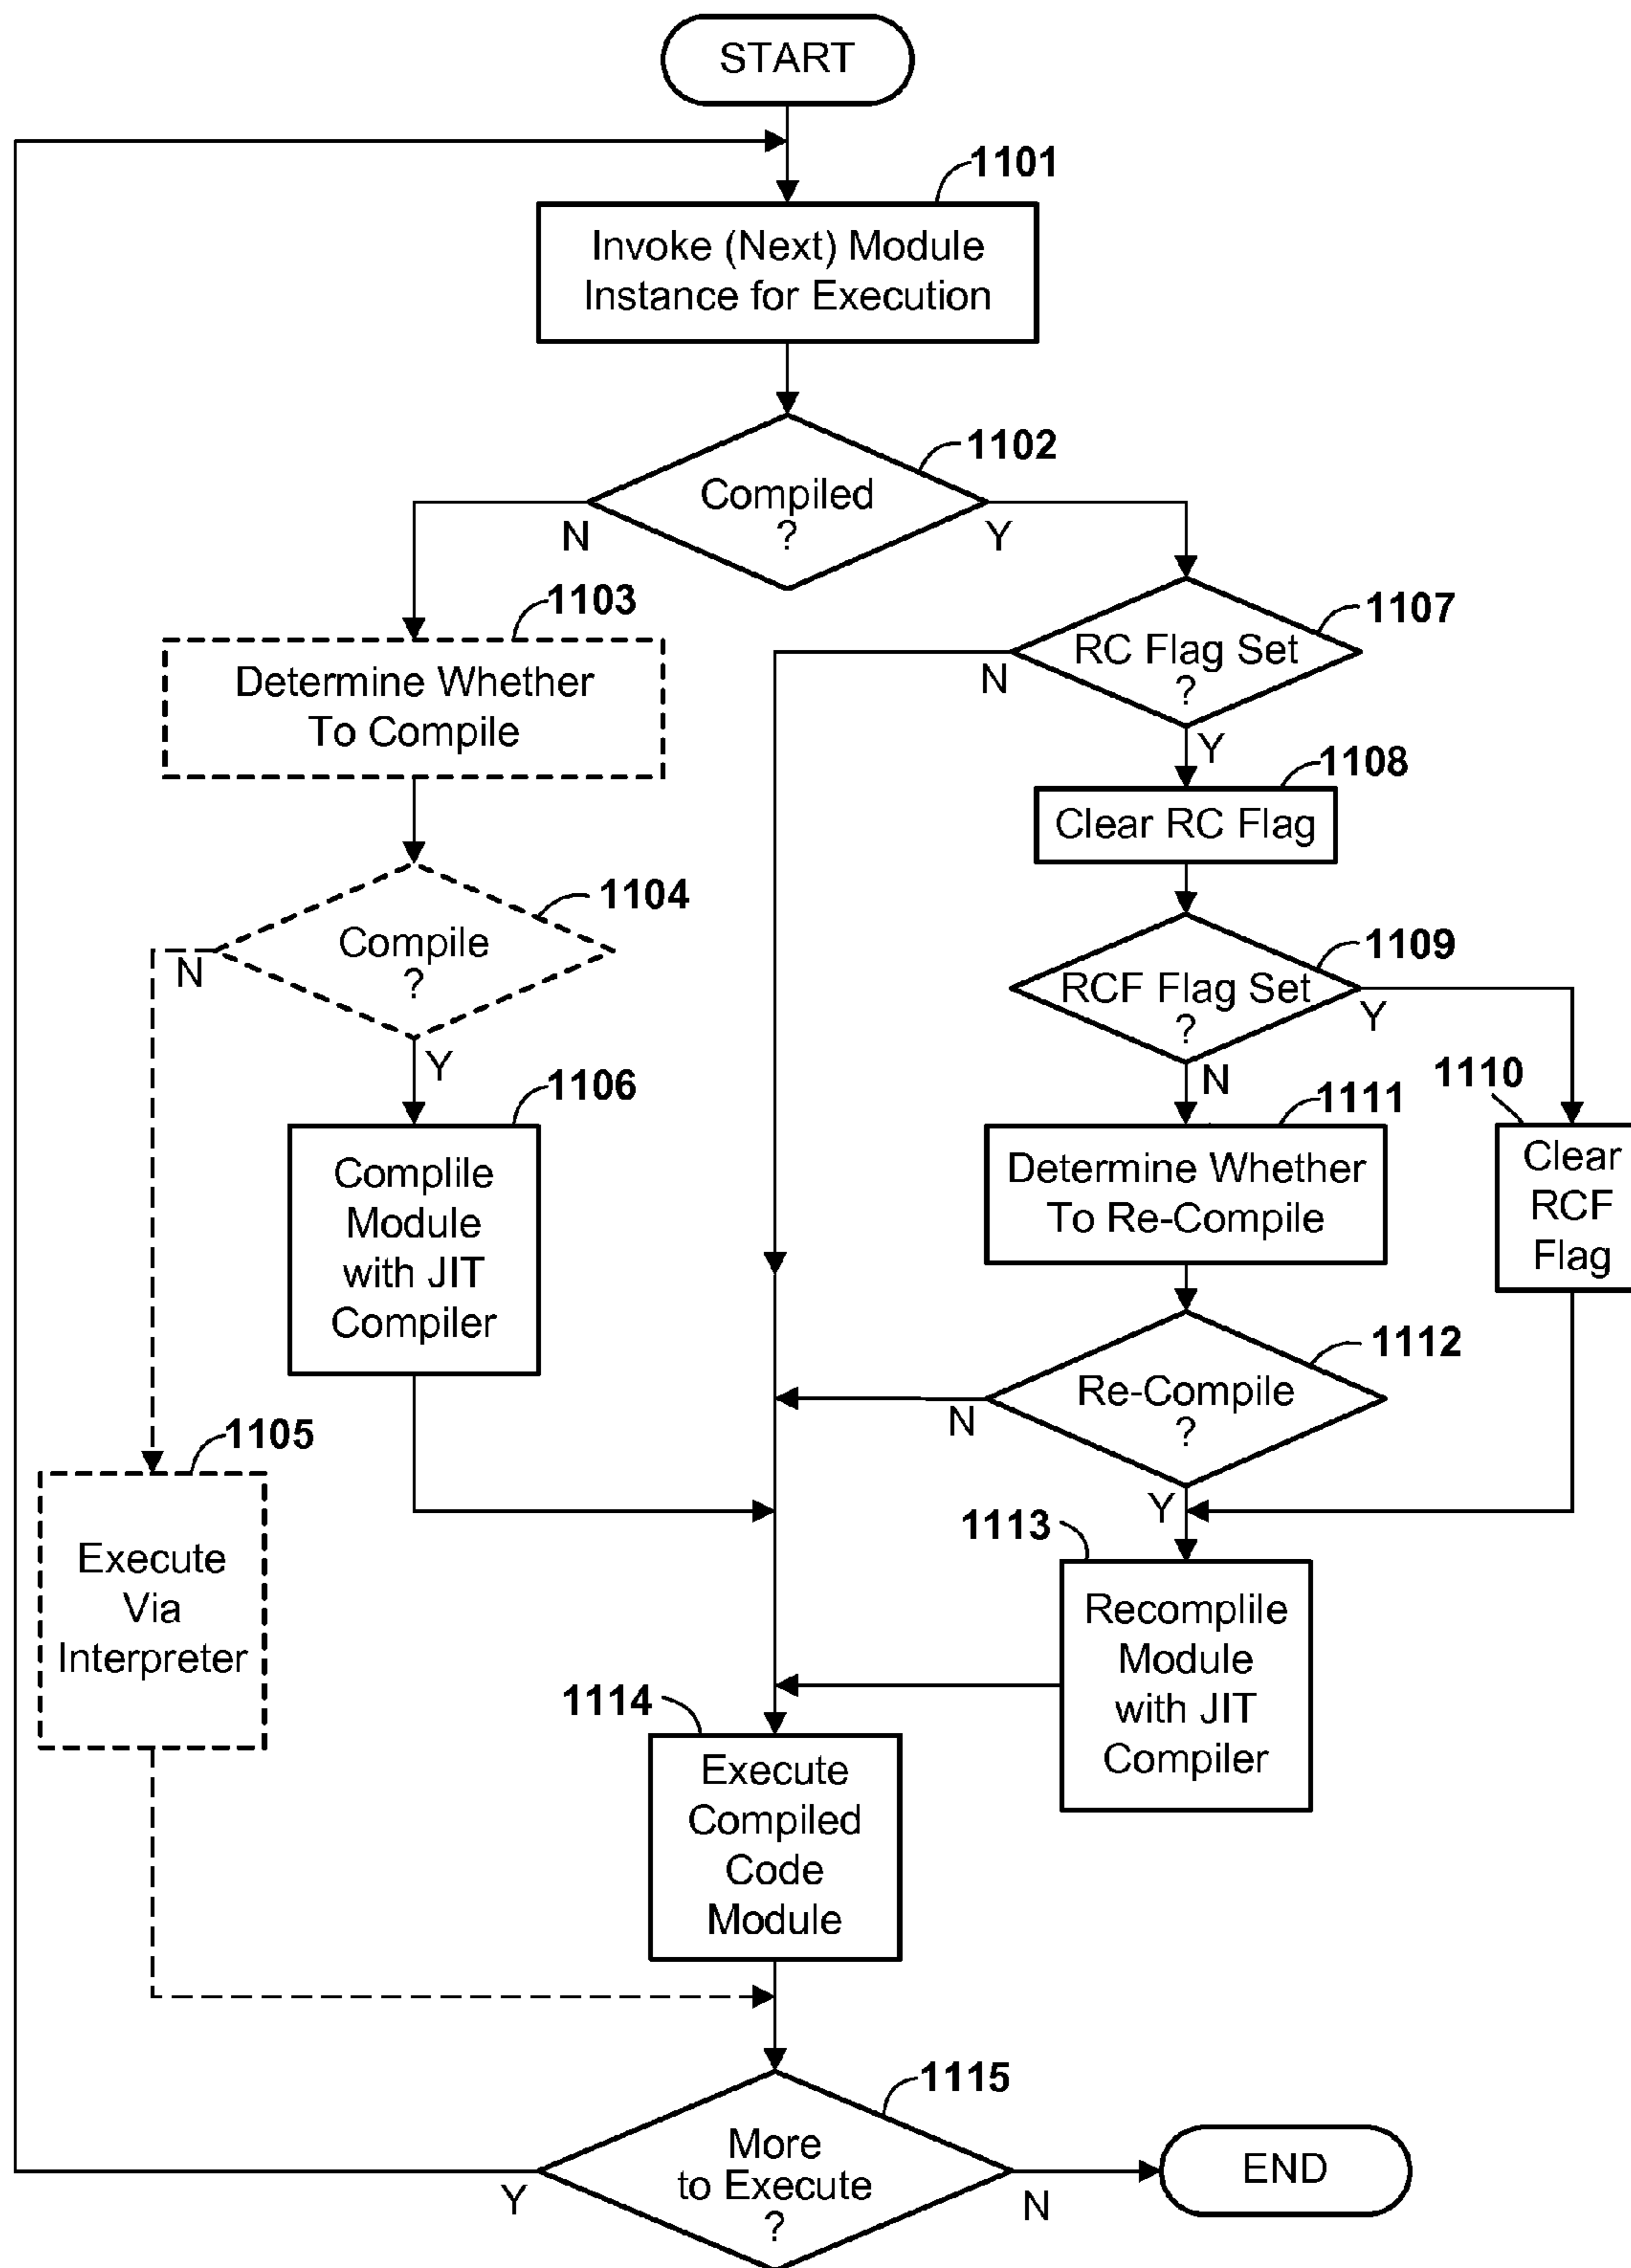 START
1101
Invoke (Next) Module
Instance for Execution
1102
Compiled
?
N
Y
1103
Determine Whether
To Compile
1107
RC Flag Set
?
N
Y
1108
Clear RC Flag
1104
Compile
?
N
Y
1109
RCF Flag Set
?
Y
N
1110
Clear
RCF
Flag
1106
Complile
Module
with JIT
Compiler
1111
Determine Whether
To Re-Compile
1112
Re-Compile
?
N
Y
1105
Execute
Via
Interpreter
1113
Recomplile
Module
with JIT
Compiler
1114
Execute
Compiled
Code
Module
1115
More
to Execute
?
Y
N
END